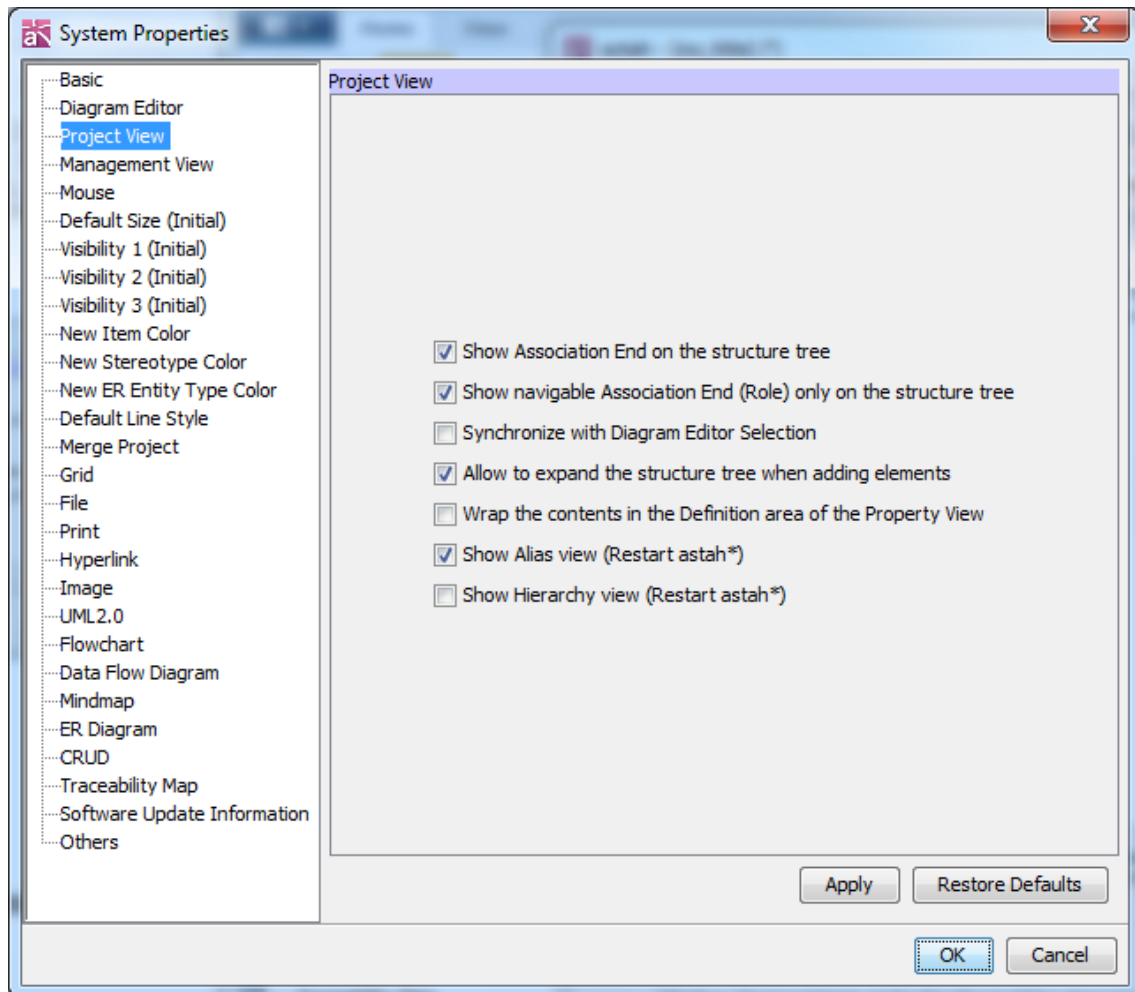 System Properties
Basic
Diagram Editor
Project View
Management View
Mouse
Default Size (Initial)
Visibility 1 (Initial)
Visibility 2 (Initial)
Visibility 3 (Initial)
New Item Color
New Stereotype Color
New ER Entity Type Color
Default Line Style
Merge Project
Grid
File
Print
Hyperlink
Image
UML2.0
Flowchart
Data Flow Diagram
Mindmap
ER Diagram
CRUD
Traceability Map
Software Update Information
Others
Project View
Show Association End on the structure tree
Show navigable Association End (Role) only on the structure tree
Synchronize with Diagram Editor Selection
Allow to expand the structure tree when adding elements
Wrap the contents in the Definition area of the Property View
Show Alias view (Restart astah*)
Show Hierarchy view (Restart astah*)
Apply
Restore Defaults
OK
Cancel